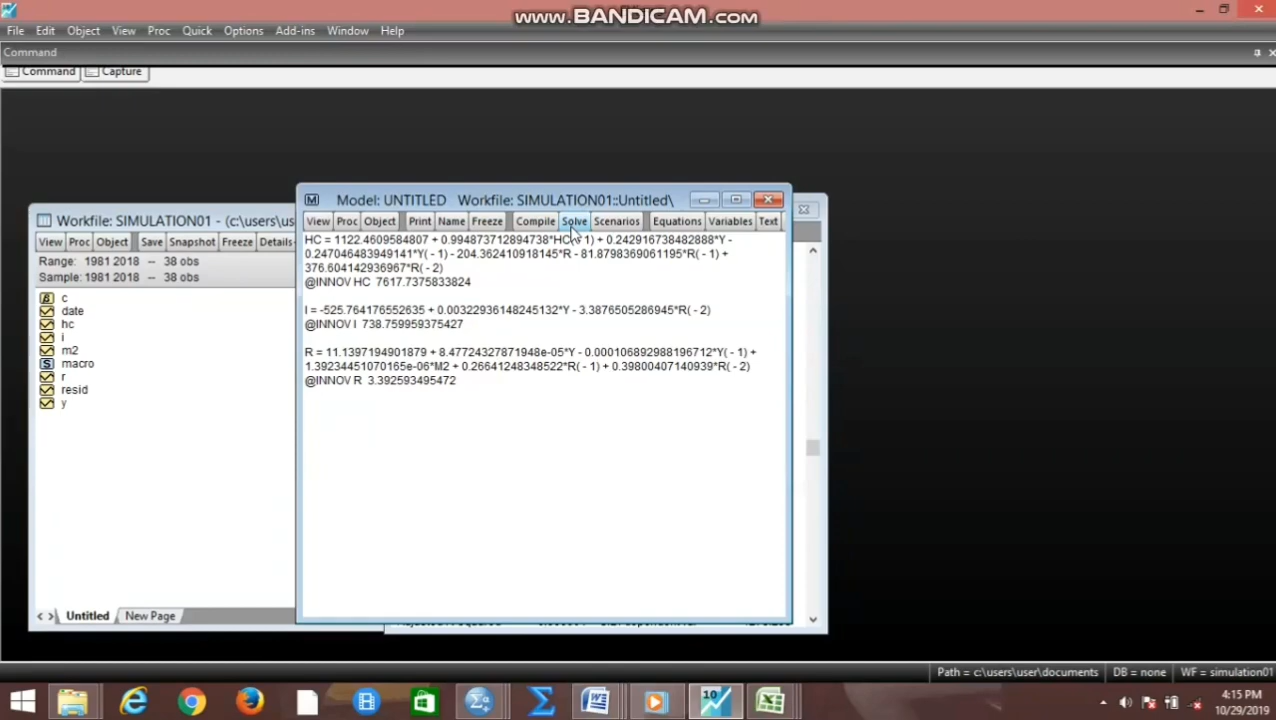 www.BANDICAM.com
File Edit Object View Proc Quick Options Add-ins Window Help
Command
Command Capture
Workfile: SIMULATION01 - (c:\users\us
View Proc Object Save Snapshot Freeze Details
Range: 1981 2018 -- 38 obs
Sample: 1981 2018 -- 38 obs
c
date
hc
i
m2
macro
r
resid
y
Untitled New Page
Model: UNTITLED Workfile: SIMULATION01::Untitled\
View Proc Object Print Name Freeze Compile Solve Scenarios Equations Variables Text
HC = 1122.4609584807 + 0.994873712894738*HC( - 1) + 0.242916738482888*Y -
0.247046483949141*Y( - 1) - 204.362410918145*R - 81.8798369061195*R( - 1) +
376.604142936967*R( - 2)
@INNOV HC 7617.7375833824
I = -525.764176552635 + 0.00322936148245132*Y - 3.3876505286945*R( - 2)
@INNOV I 738.759959375427
R = 11.1397194901879 + 8.47724327871948e-05*Y - 0.000106892988196712*Y( - 1) +
1.39234451070165e-06*M2 + 0.26641248348522*R( - 1) + 0.39800407140939*R( - 2)
@INNOV R 3.392593495472
Path = c:\users\user\documents DB = none WF = simulation01
10
4:15 PM
10/29/2019